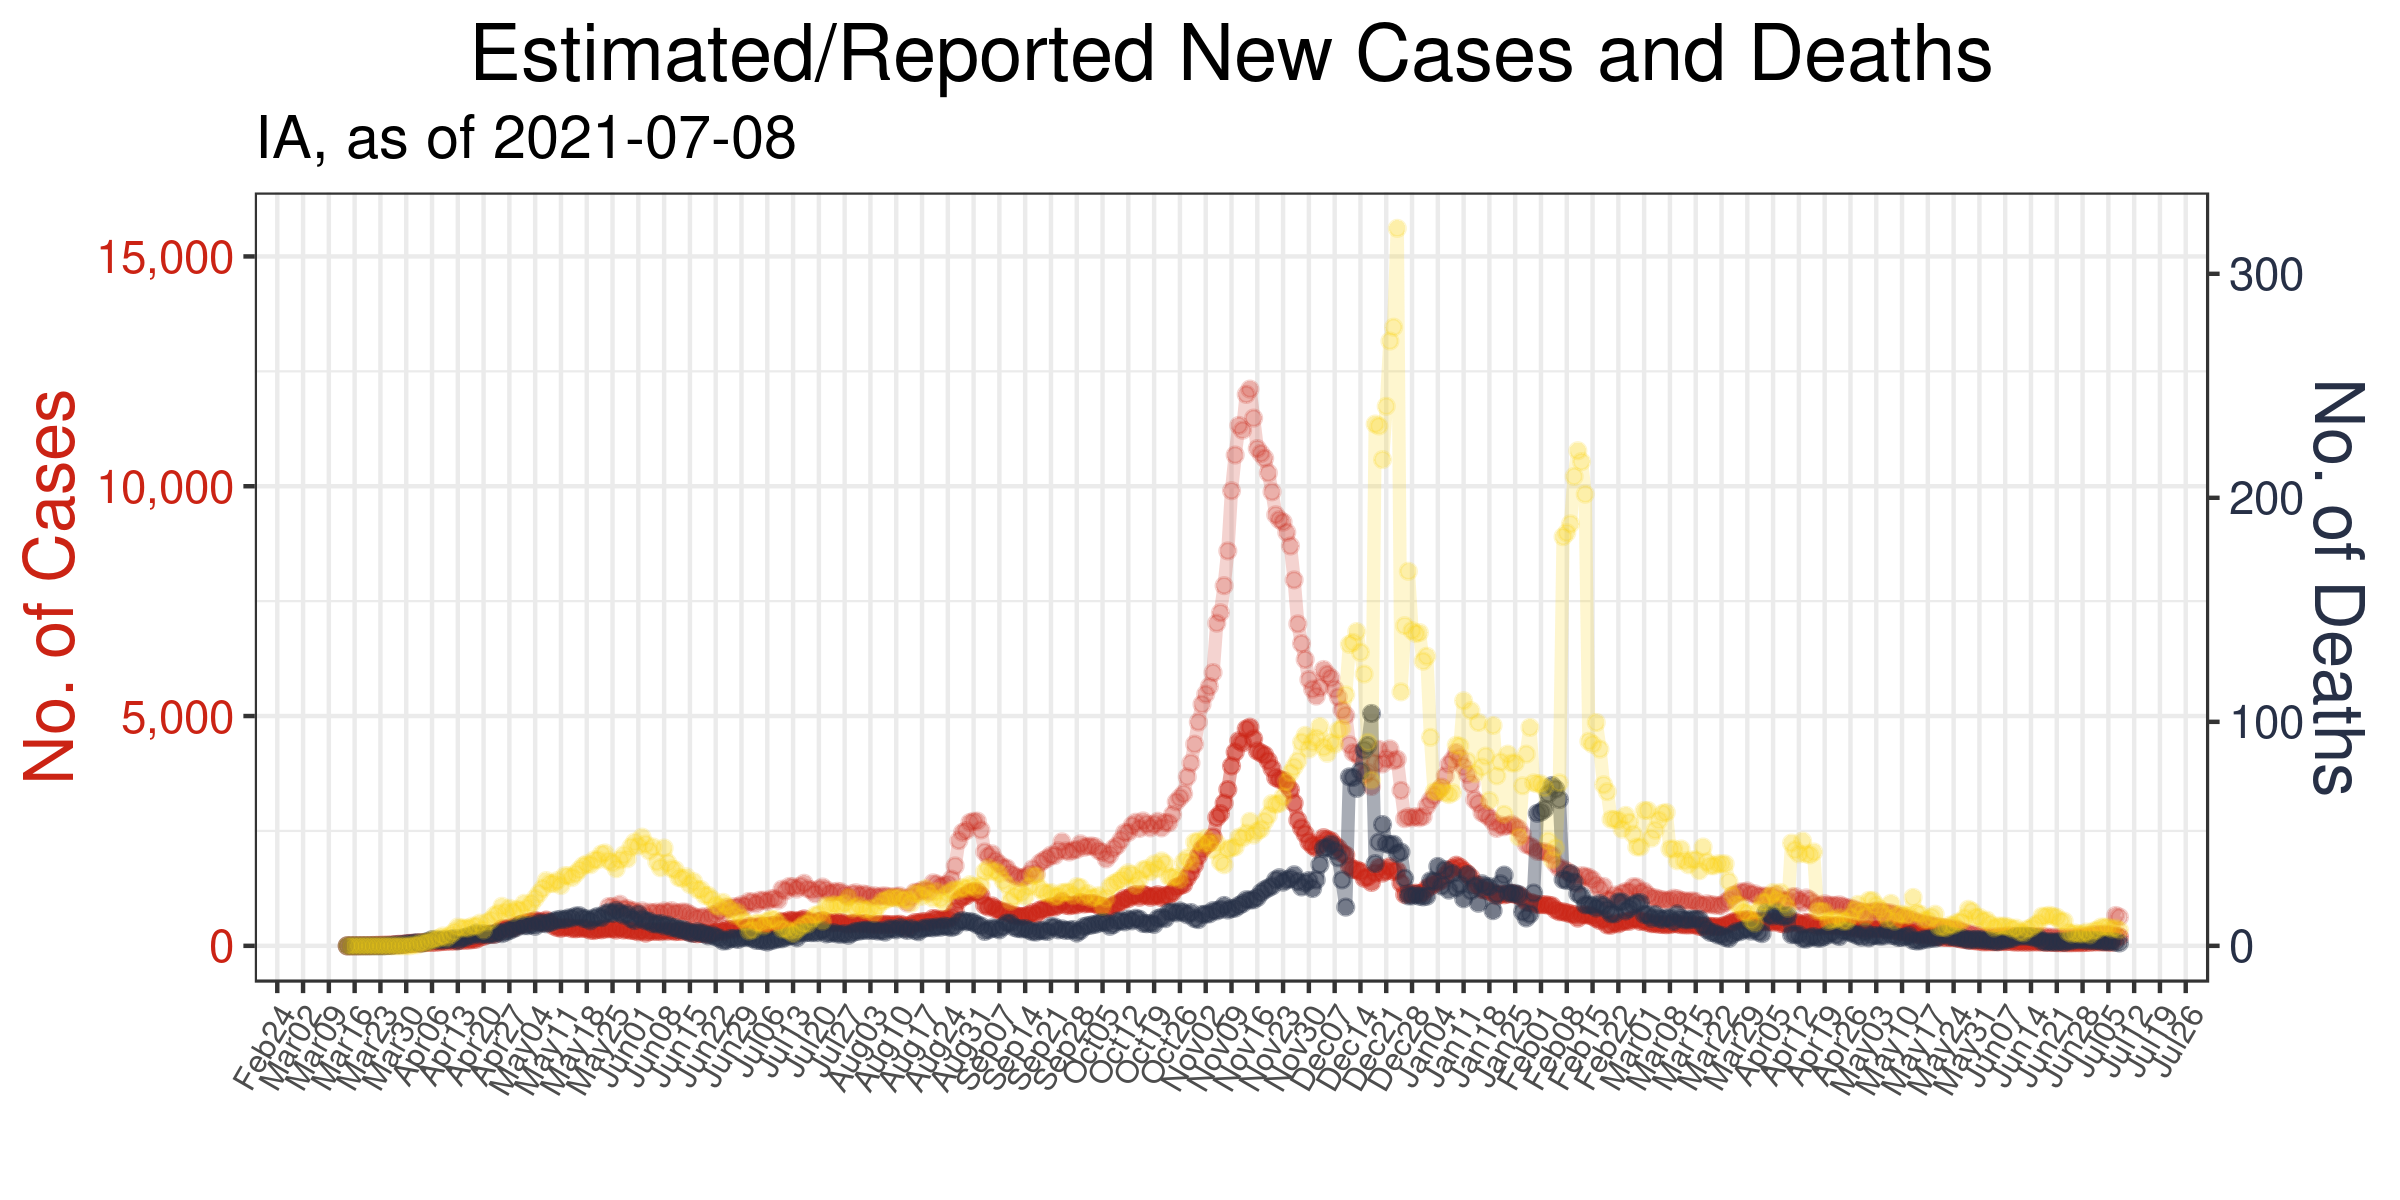 Estimated/Reported New Cases and Deaths
IA, as of 2021-07-08
No. of Cases
15,000
10,000
5,000
0
300
200
100
0
No. of Deaths
Feb24
Mar02
Mar09
Mar16
Mar23
Mar30
Apr06
Apr13
Apr20
Apr27
May04
May11
May18
May25
Jun01
Jun08
Jun15
Jun22
Jun29
Jul06
Jul13
Jul20
Jul27
Aug03
Aug10
Aug17
Aug24
Aug31
Sep07
Sep14
Sep21
Sep28
Oct05
Oct12
Oct19
Oct26
Nov02
Nov09
Nov16
Nov23
Nov30
Dec07
Dec14
Dec21
Dec28
Jan04
Jan11
Jan18
Jan25
Feb01
Feb08
Feb15
Feb22
Mar01
Mar08
Mar15
Mar22
Mar29
Apr05
Apr12
Apr19
Apr26
May03
May10
May17
May24
May31
Jun07
Jun14
Jun21
Jun28
Jul05
Jul12
Jul19
Jul26